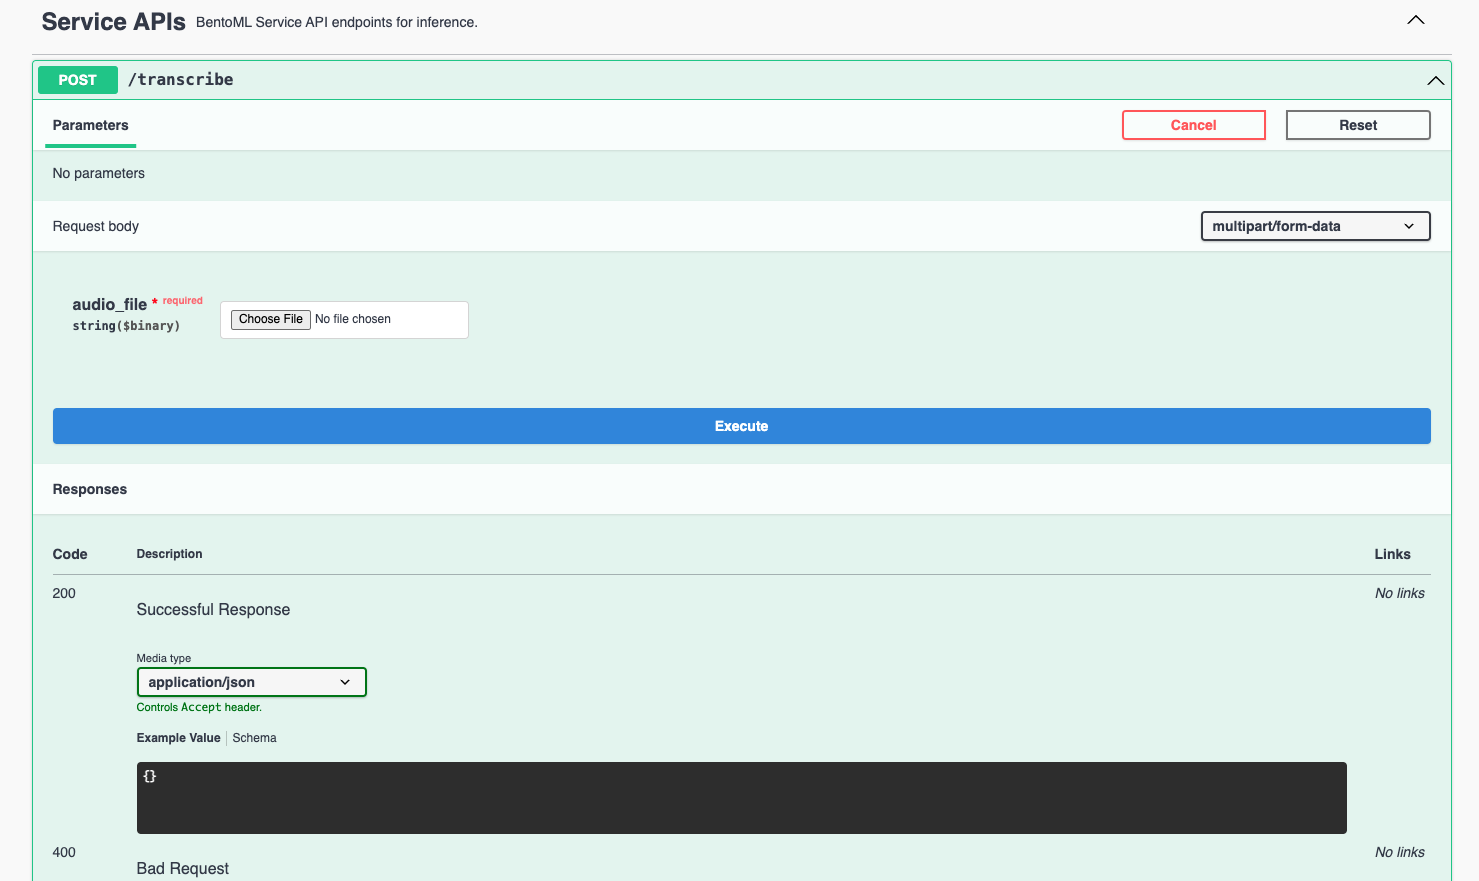 Service APIs BentoML Service API endpoints for inference.
POST /transcribe
Parameters Cancel Reset
No parameters
Request body multipart/form-data
audio_file * required
string($binary) Choose File No file chosen
Execute
Responses
Code Description Links
200 No links
Successful Response
Media type
application/json
Controls Accept header.
Example Value Schema
{}
400 No links
Bad Request